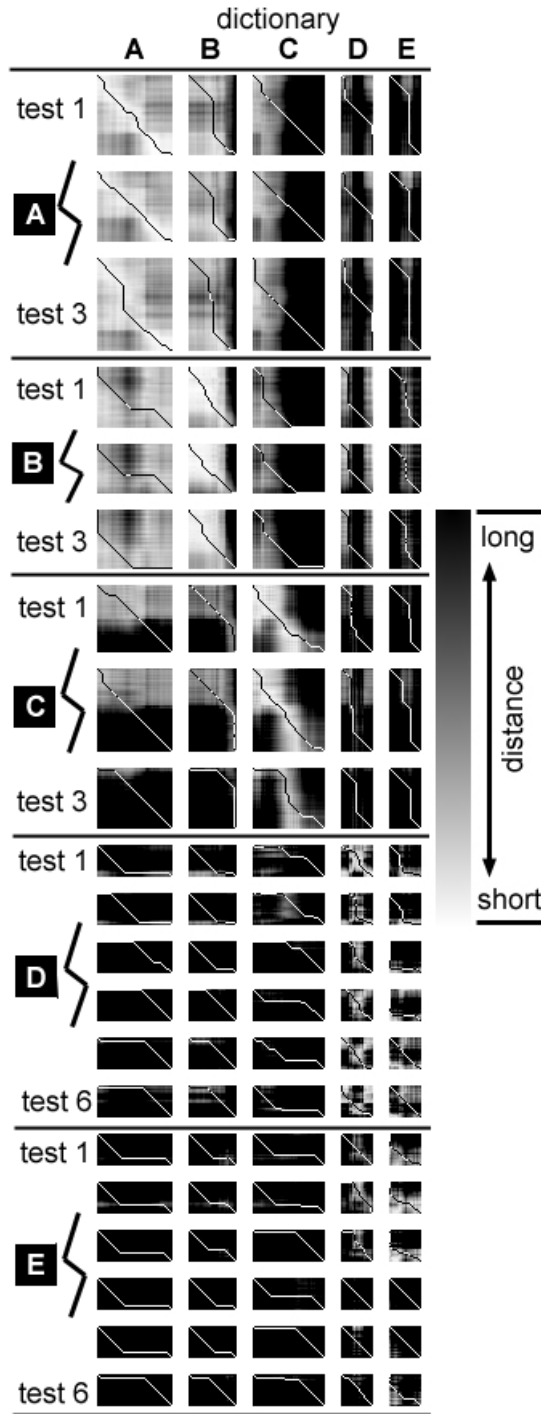 dictionary
A B C D E
test 1
A
test 3
test 1
B
test 3
long
distance
short
test 1
C
test 3
test 1
D
test 6
test 1
E
test 6